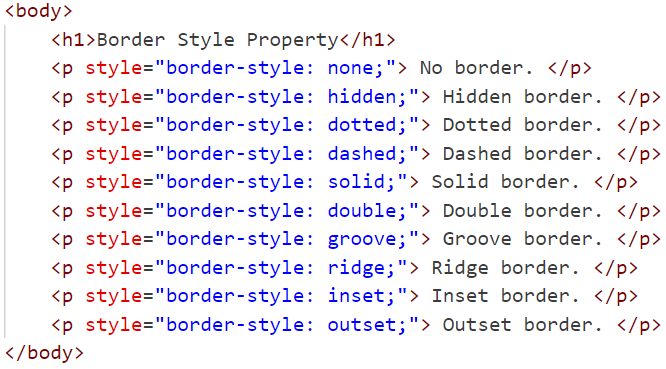 <body>
    <h1>Border Style Property</h1>
    <p style="border-style: none;"> No border. </p>
    <p style="border-style: hidden;"> Hidden border. </p>
    <p style="border-style: dotted;"> Dotted border. </p>
    <p style="border-style: dashed;"> Dashed border. </p>
    <p style="border-style: solid;"> Solid border. </p>
    <p style="border-style: double;"> Double border. </p>
    <p style="border-style: groove;"> Groove border. </p>
    <p style="border-style: ridge;"> Ridge border. </p>
    <p style="border-style: inset;"> Inset border. </p>
    <p style="border-style: outset;"> Outset border. </p>
</body>